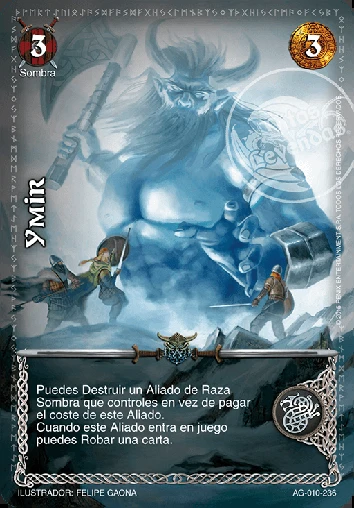 3
Sombra
3
Mitos y Leyendas
Ymir
Puedes Destruir un Aliado de Raza
Sombra que controles en vez de pagar
el coste de este Aliado.
Cuando este Aliado entra en juego
puedes Robar una carta.
ILUSTRADOR: FELIPE GAONA
AG-010-236